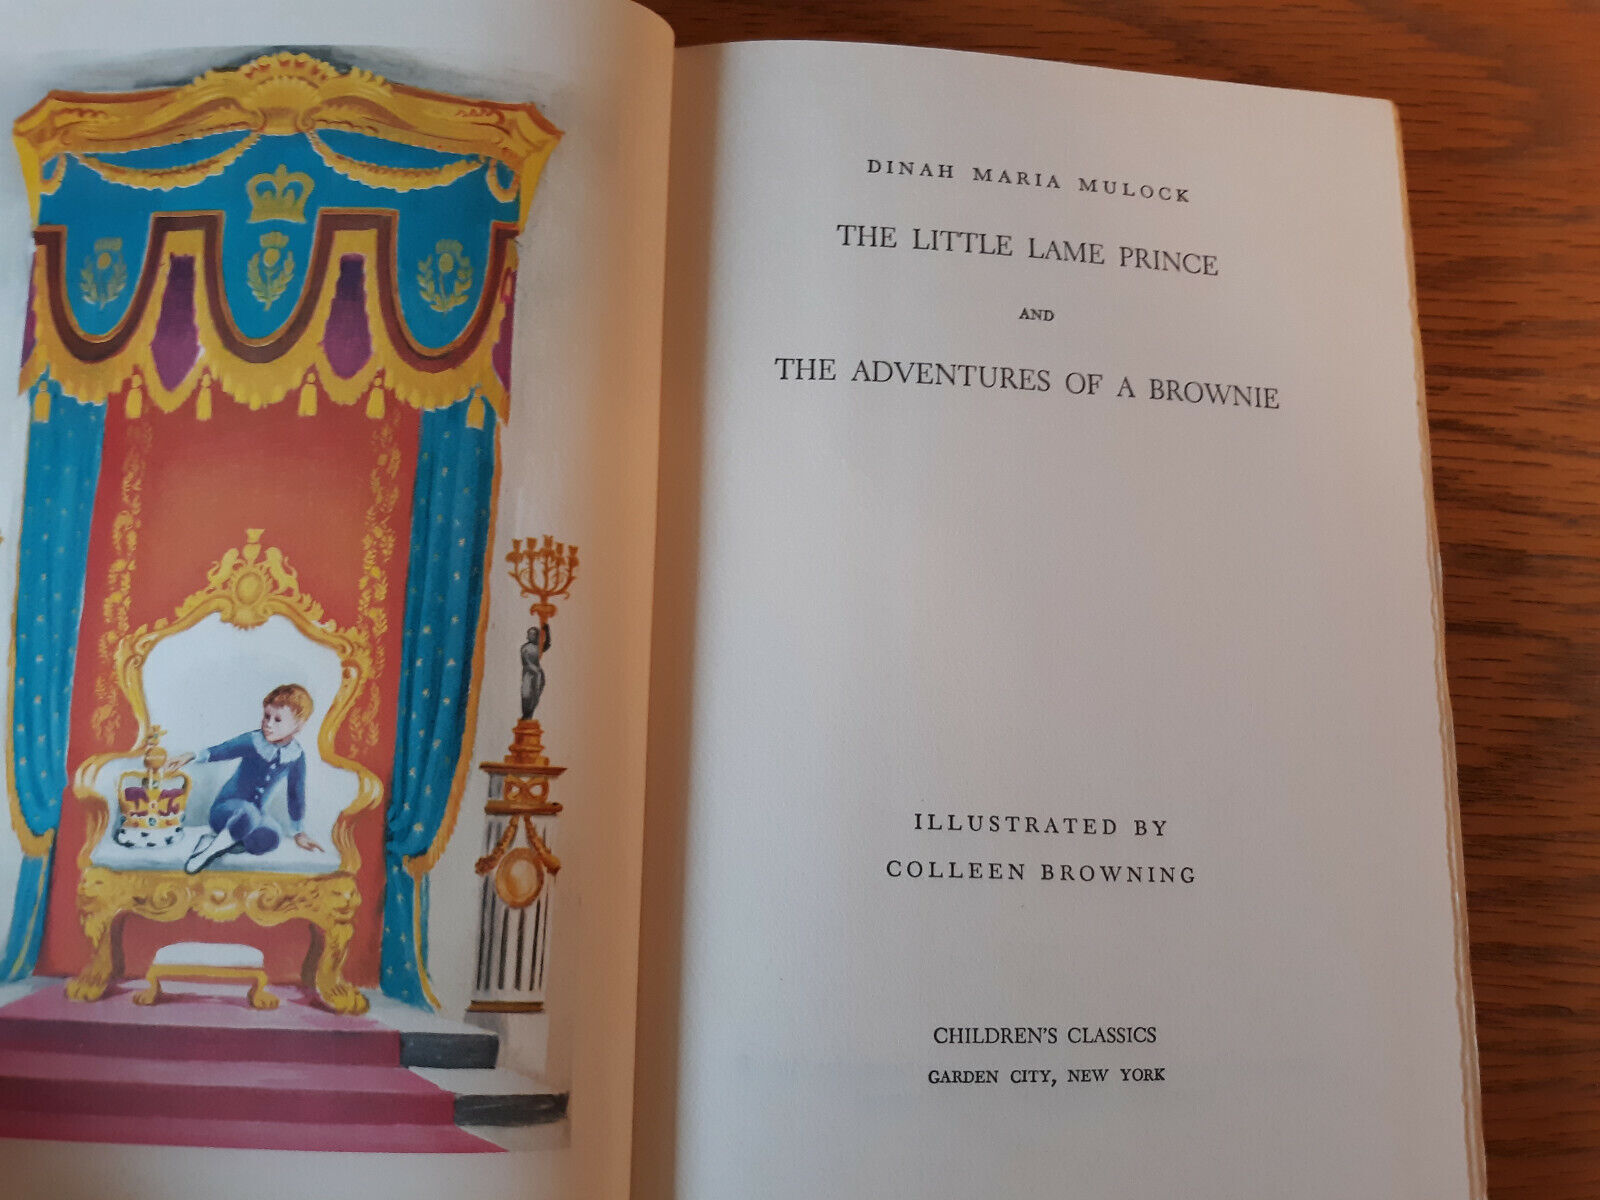 DINAH MARIA MULOCK
THE LITTLE LAME PRINCE
AND
THE ADVENTURES OF A BROWNIE
ILLUSTRATED BY
COLLEEN BROWNING
CHILDREN'S CLASSICS
GARDEN CITY, NEW YORK